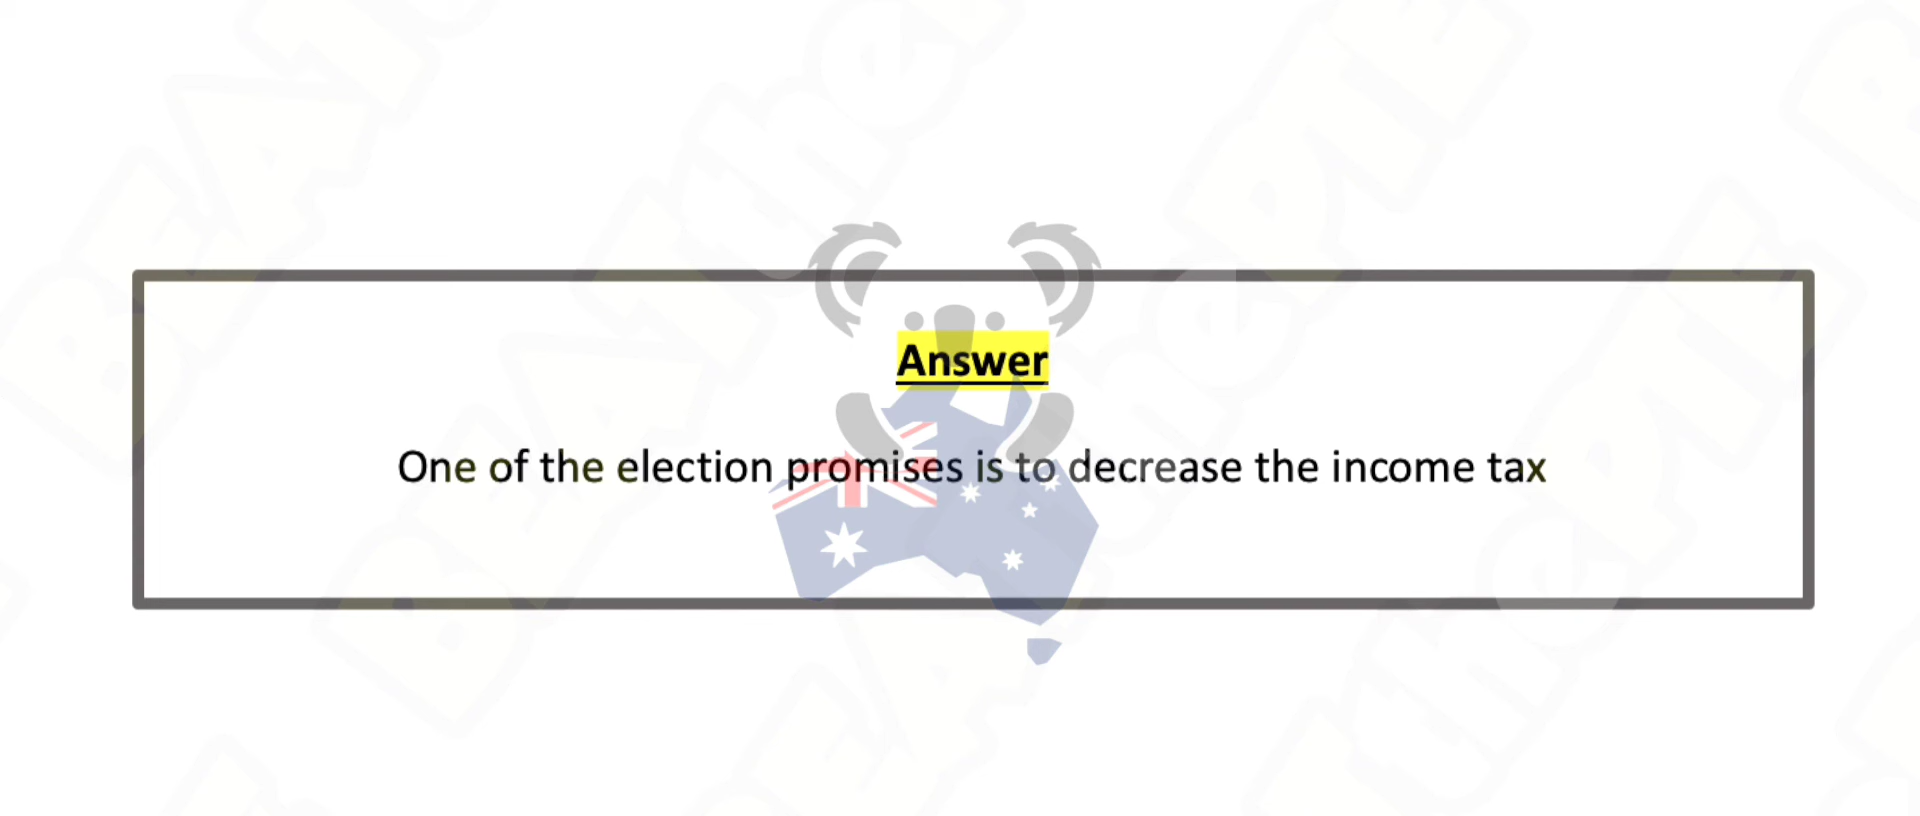 Answer
One of the election promises is to decrease the income tax